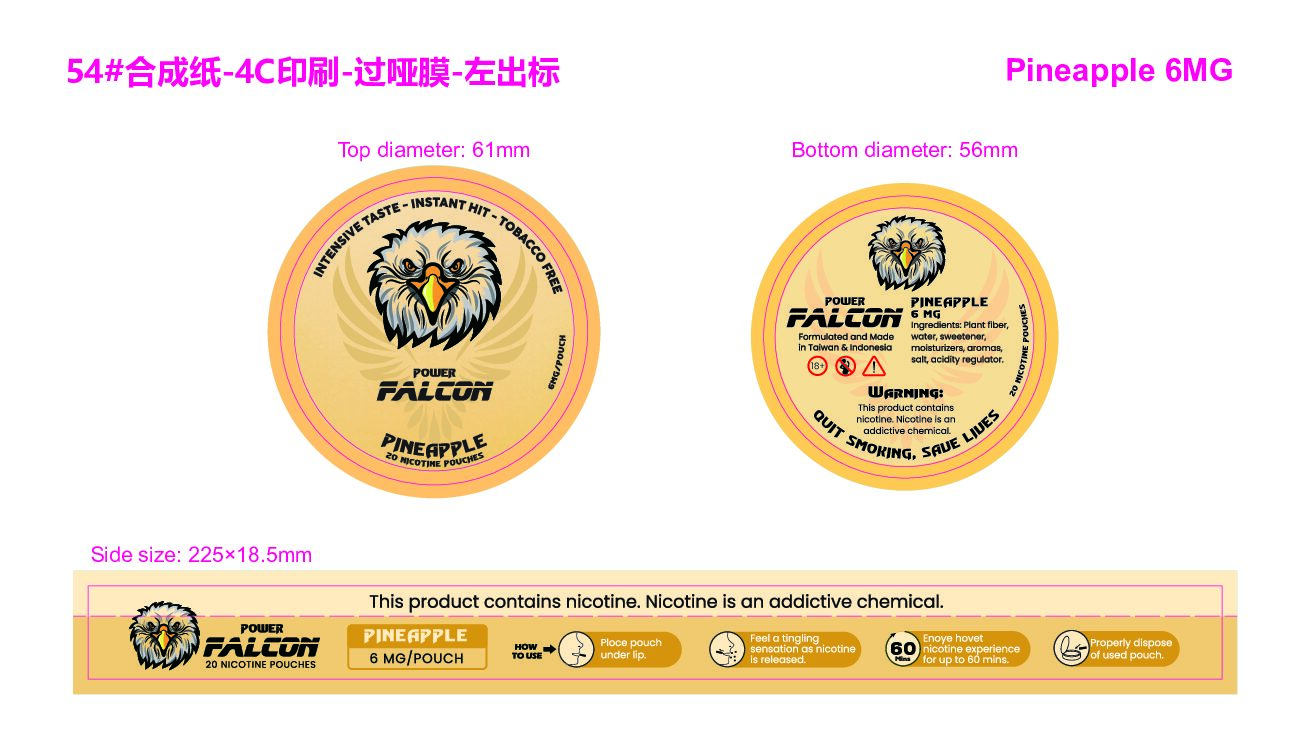 54#合成纸-4C印刷-过哑膜-左出标
Pineapple 6MG
Top diameter: 61mm
INTENSIVE TASTE - INSTANT HIT - TOBACCO FREE
6MG/POUCH
POWER
FALCON
PINEAPPLE
20 NICOTINE POUCHES
Bottom diameter: 56mm
POWER
FALCON
Formulated and Made
in Taiwan & Indonesia
18+
PINEAPPLE
6 MG
Ingredients: Plant fiber,
water, sweetener,
moisturizers, aromas,
salt, acidity regulator.
20 NICOTINE POUCHES
WARNING:
This product contains
nicotine. Nicotine is an
addictive chemical.
QUIT SMOKING, SAVE LIVES
Side size: 225×18.5mm
This product contains nicotine. Nicotine is an addictive chemical.
POWER
FALCON
20 NICOTINE POUCHES
PINEAPPLE
6 MG/POUCH
HOW
TO USE
Ploce pouch
under lip.
Feel a tingling
sensation as nicotine
is released.
60
Mins
Enoye hovet
nicotine experience
for up to 60 mins.
Properly dispose
of used pouch.